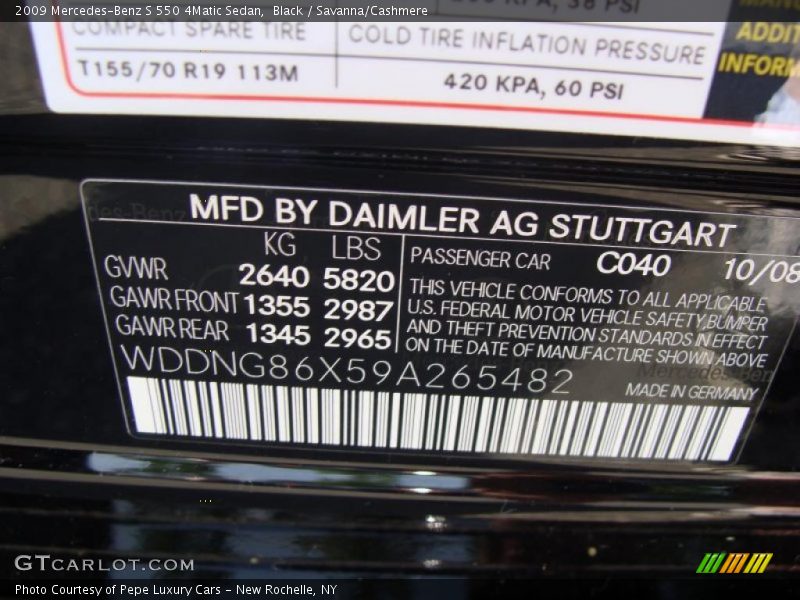 2009 Mercedes-Benz S 550 4Matic Sedan, Black / Savanna/Cashmere
KPA, 38 PSI
COMPACT SPARE TIRE
COLD TIRE INFLATION PRESSURE
T155/70 R19 113M
420 KPA, 60 PSI
MFD BY DAIMLER AG STUTTGART
KG LBS
GVWR 2640 5820
GAWR FRONT 1355 2987
GAWR REAR 1345 2965
PASSENGER CAR C040 10/08
THIS VEHICLE CONFORMS TO ALL APPLICABLE
U.S. FEDERAL MOTOR VEHICLE SAFETY,BUMPER
AND THEFT PREVENTION STANDARDS IN EFFECT
ON THE DATE OF MANUFACTURE SHOWN ABOVE
WDDNG86X59A265482
MADE IN GERMANY
GTCARLOT.COM
Photo Courtesy of Pepe Luxury Cars - New Rochelle, NY